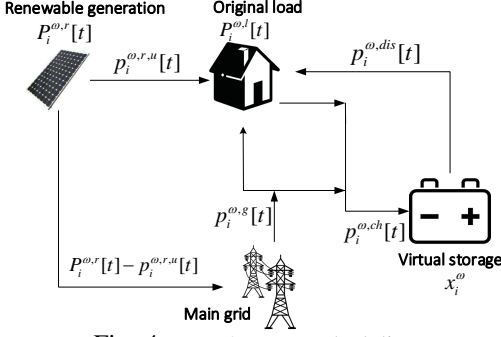 Renewable generation
P_i^{ω,r}[t]
Original load
P_i^{ω,l}[t]
p_i^{ω,r,u}[t]
p_i^{ω,dis}[t]
p_i^{ω,g}[t]
p_i^{ω,ch}[t]
Virtual storage
x_i^ω
P_i^{ω,r}[t] − p_i^{ω,r,u}[t]
Main grid